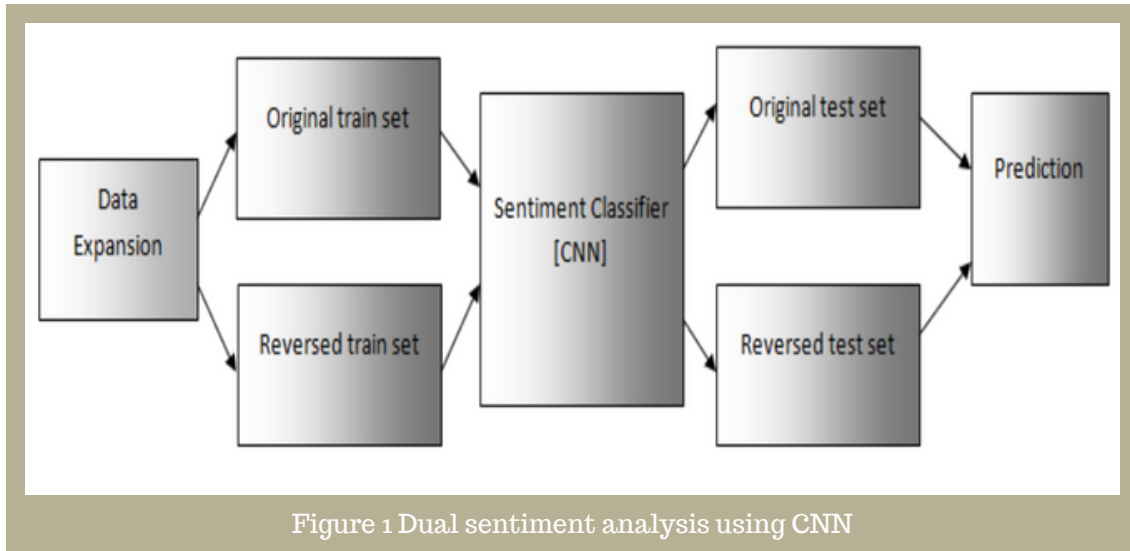 Data
Expansion
Original train set
Reversed train set
Sentiment Classifier
[CNN]
Original test set
Reversed test set
Prediction
Figure 1 Dual sentiment analysis using CNN